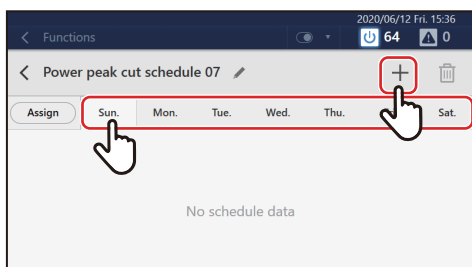 2020/06/12 Fri. 15:36
Functions 64 0
Power peak cut schedule 07
Assign Sun. Mon. Tue. Wed. Thu. Sat.
No schedule data